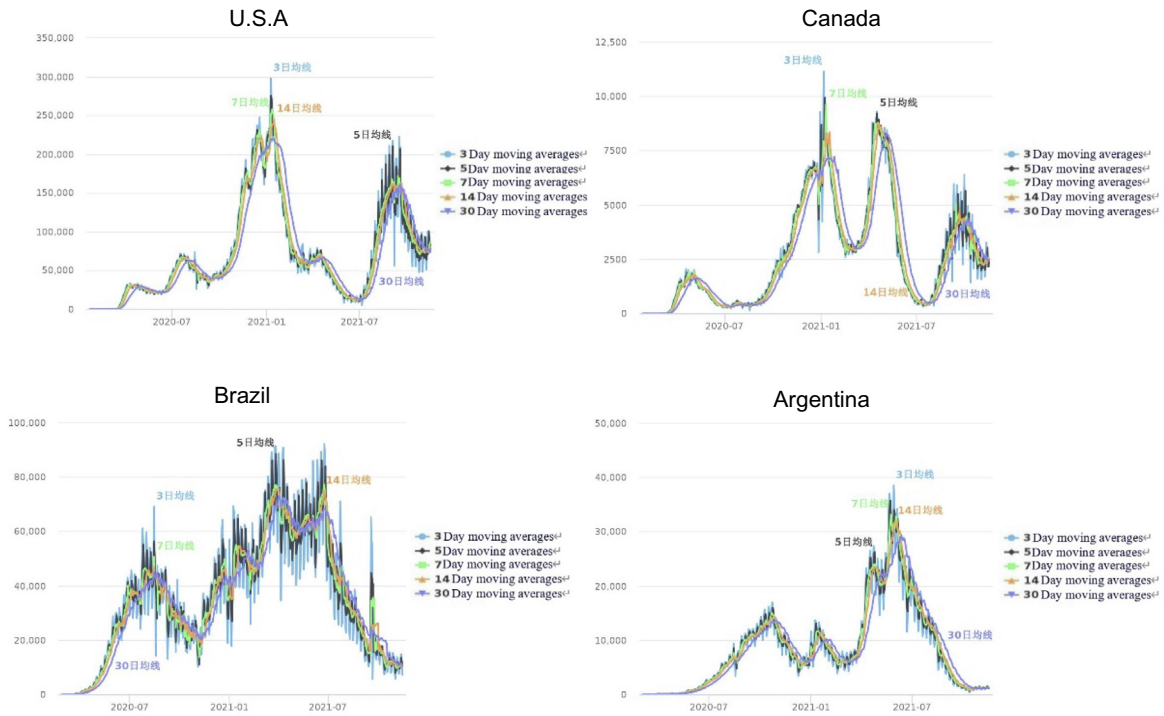 U.S.A
350,000
300,000
250,000
200,000
150,000
100,000
50,000
0
2020-07
2021-01
2021-07
3日均线
7日均线
14日均线
5日均线
30日均线
3 Day moving averages↵
5Dav moving averages↵
7Day moving averages↵
14 Day moving averages↵
30 Day moving averages↵
Canada
12,500
10,000
7500
5000
2500
0
2020-07
2021-01
2021-07
3日均线
7日均线
5日均线
14日均线
30日均线
3 Day moving averages↵
5Dav moving averages↵
7Day moving averages↵
14 Day moving averages↵
30 Day moving averages↵
Brazil
100,000
80,000
60,000
40,000
20,000
0
2020-07
2021-01
2021-07
5日均线
14日均线
3日均线
7日均线
30日均线
3 Day moving averages↵
5Dav moving averages↵
7Day moving averages↵
14 Day moving averages↵
30 Day moving averages↵
Argentina
50,000
40,000
30,000
20,000
10,000
0
2020-07
2021-01
2021-07
3日均线
7日均线
14日均线
5日均线
30日均线
3 Day moving averages↵
5Dav moving averages↵
7Day moving averages↵
14 Day moving averages↵
30 Day moving averages↵